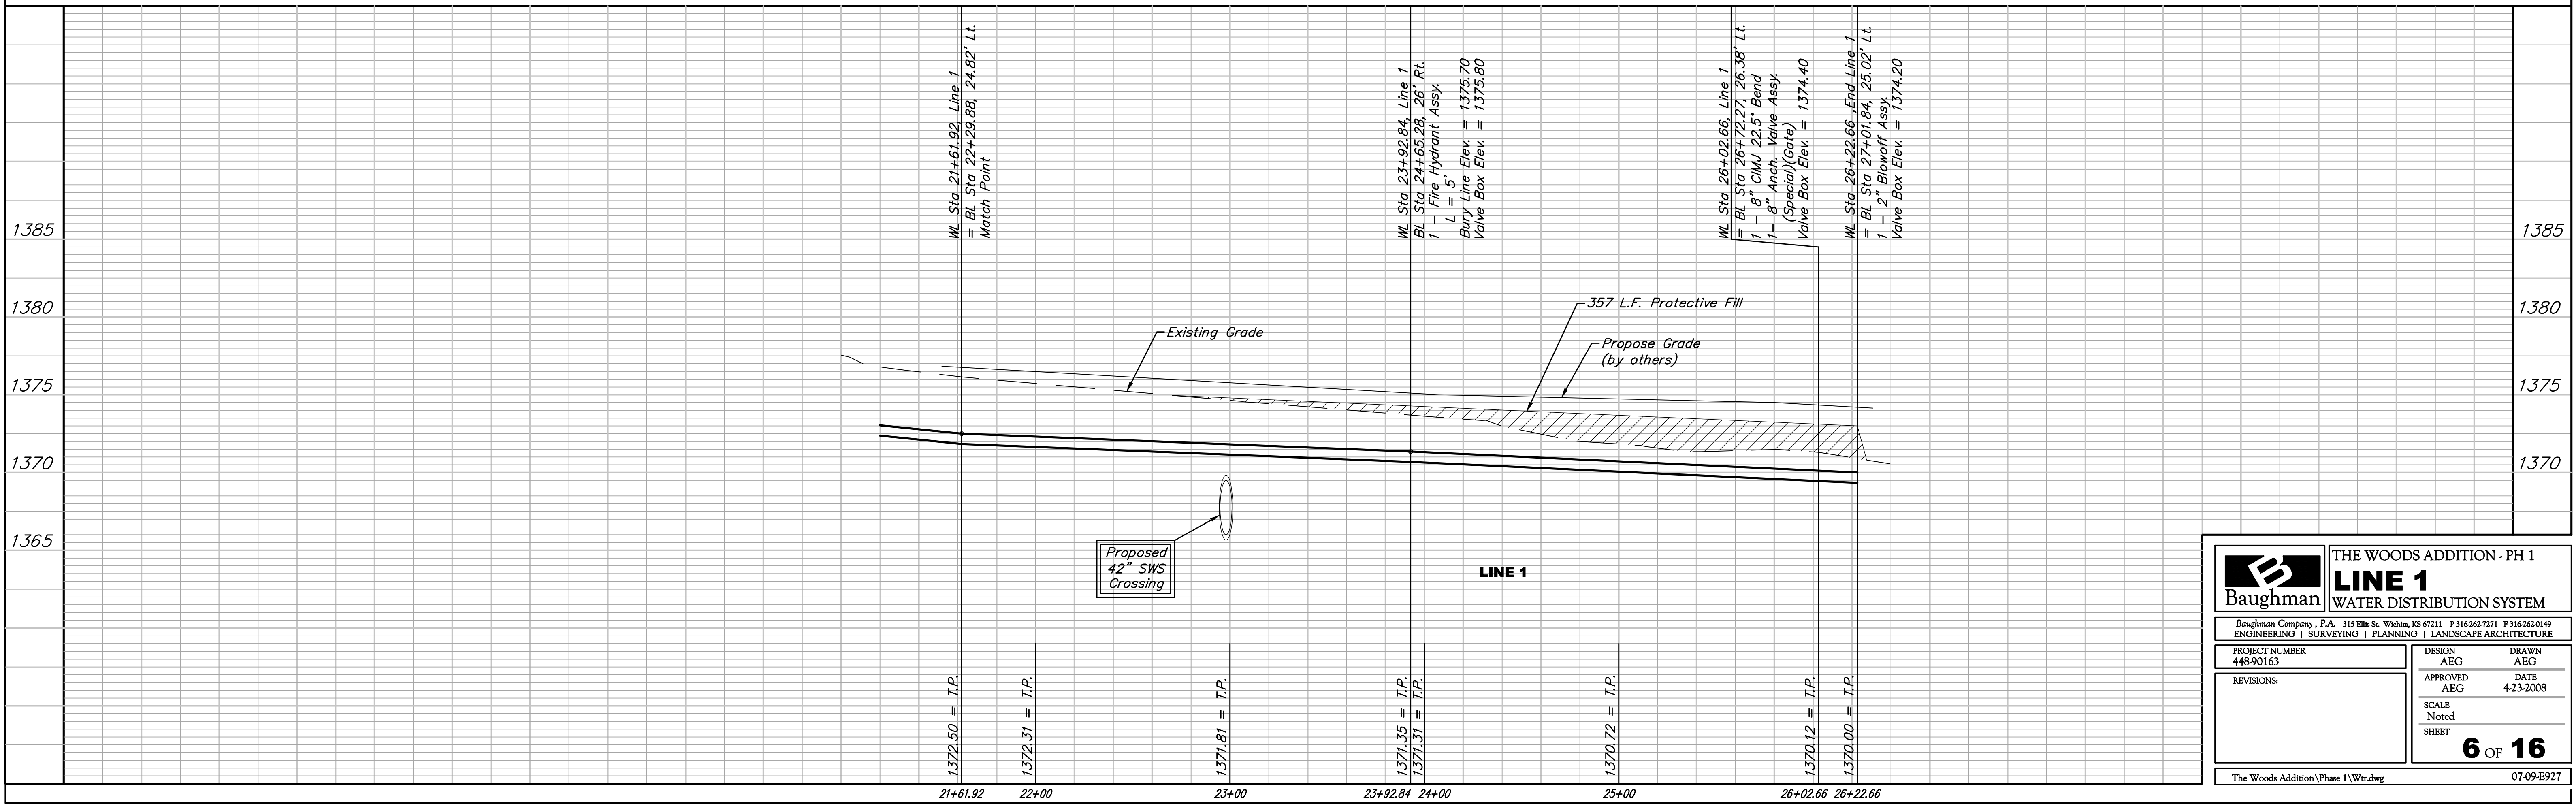 WL Sta 21+61.92, Line 1
= BL Sta 22+29.88, 24.82' Lt.
Match Point
WL Sta 23+92.84, Line 1
BL Sta 24+65.28, 26' Rt.
1 - Fire Hydrant Assy.
L = 5'
Bury Line Elev. = 1375.70
Valve Box Elev. = 1375.80
WL Sta 26+02.66, Line 1
= BL Sta 26+72.27, 26.38' Lt.
1 - 8" CIMJ 22.5° Bend
1- 8" Anch. Valve Assy.
(Special)(Gate)
Valve Box Elev. = 1374.40
WL Sta 26+22.66 ,End Line 1
= BL Sta 27+01.84, 25.02' Lt.
1 - 2" Blowoff Assy.
Valve Box Elev. = 1374.20
1385
1385
1380
1380
1375
1375
1370
1370
1365
357 L.F. Protective Fill
Existing Grade
Propose Grade
(by others)
Proposed
42" SWS
Crossing
LINE 1
1372.50 = T.P.
1372.31 = T.P.
1371.81 = T.P.
1371.35 = T.P.
1371.31 = T.P.
1370.72 = T.P.
1370.12 = T.P.
1370.00 = T.P.
21+61.92 22+00 23+00 23+92.84 24+00 25+00 26+02.66 26+22.66
B
Baughman
THE WOODS ADDITION - PH 1
LINE 1
WATER DISTRIBUTION SYSTEM
Baughman Company, P.A. 315 Ellis St. Wichita, KS 67211 P 316-262-7271 F 316-262-0149
ENGINEERING | SURVEYING | PLANNING | LANDSCAPE ARCHITECTURE
PROJECT NUMBER
448-90163
REVISIONS:
DESIGN DRAWN
AEG AEG
APPROVED DATE
AEG 4-23-2008
SCALE
Noted
SHEET
6 OF 16
The Woods Addition\Phase 1\Wtr.dwg 07-09-E927